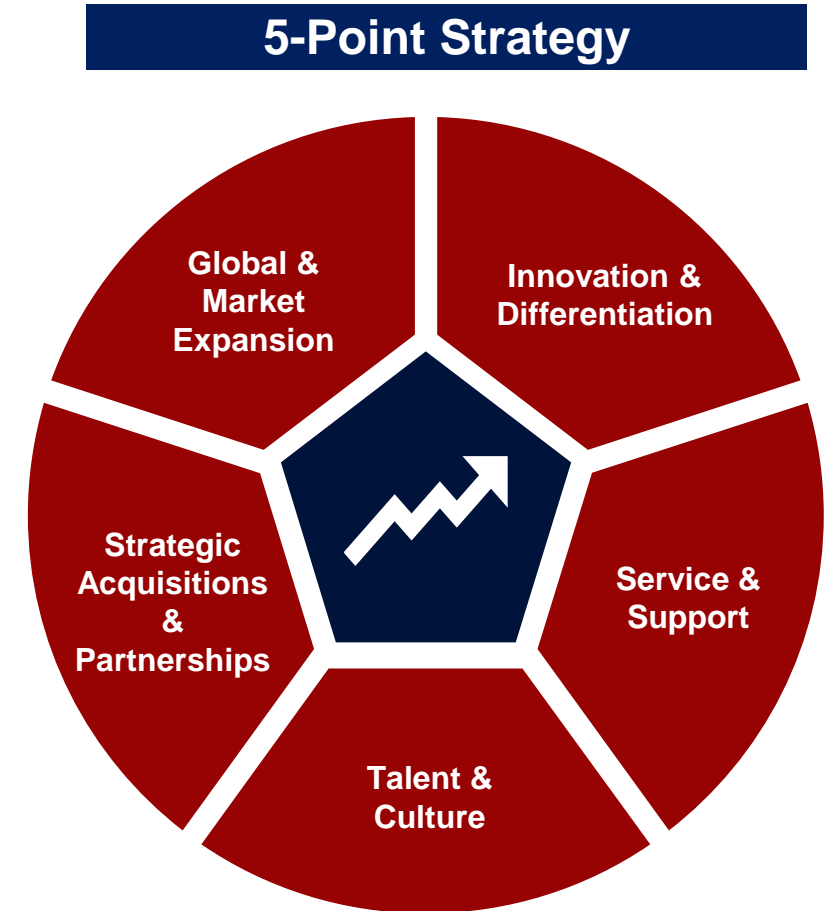 5-Point Strategy
Global &
Market
Expansion
Innovation &
Differentiation
Strategic
Acquisitions
&
Partnerships
Service &
Support
Talent &
Culture